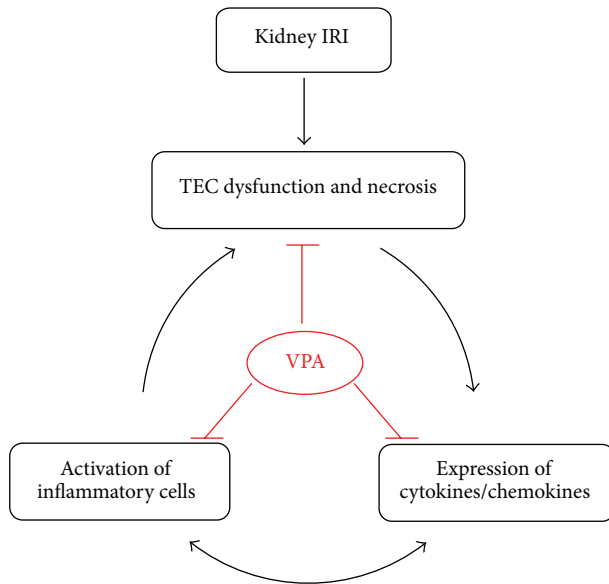 Kidney IRI
TEC dysfunction and necrosis
VPA
Activation of
inflammatory cells
Expression of
cytokines/chemokines